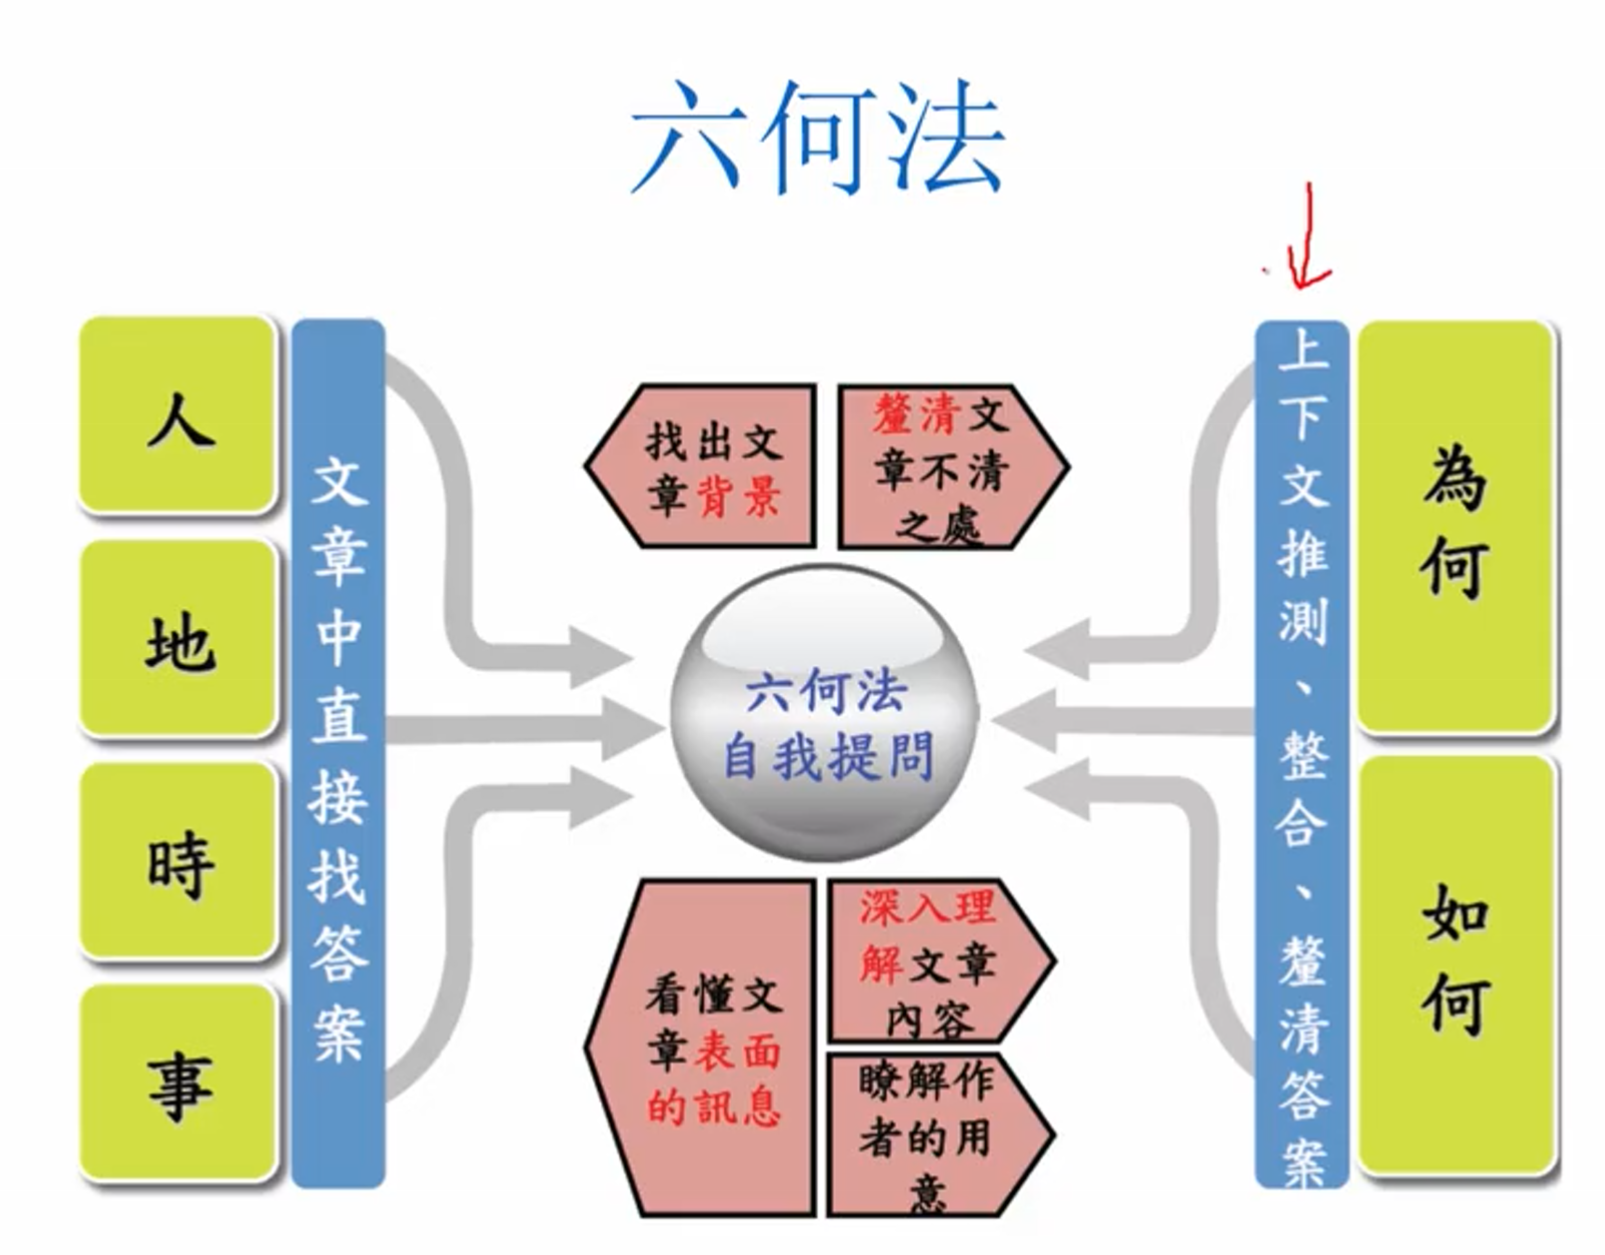 六何法
人
地
時
事
文章中直接找答案
找出文
章背景
釐清文
章不清
之處
六何法
自我提問
看懂文
章表面
的訊息
深入理
解文章
內容
瞭解作
者的用
意
上下文推測、整合、釐清答案
為何
如何